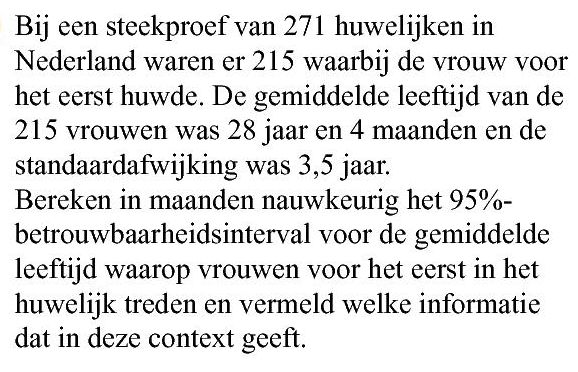 Bij een steekproef van 271 huwelijken in
Nederland waren er 215 waarbij de vrouw voor
het eerst huwde. De gemiddelde leeftijd van de
215 vrouwen was 28 jaar en 4 maanden en de
standaardafwijking was 3,5 jaar.
Bereken in maanden nauwkeurig het 95%-
betrouwbaarheidsinterval voor de gemiddelde
leeftijd waarop vrouwen voor het eerst in het
huwelijk treden en vermeld welke informatie
dat in deze context geeft.